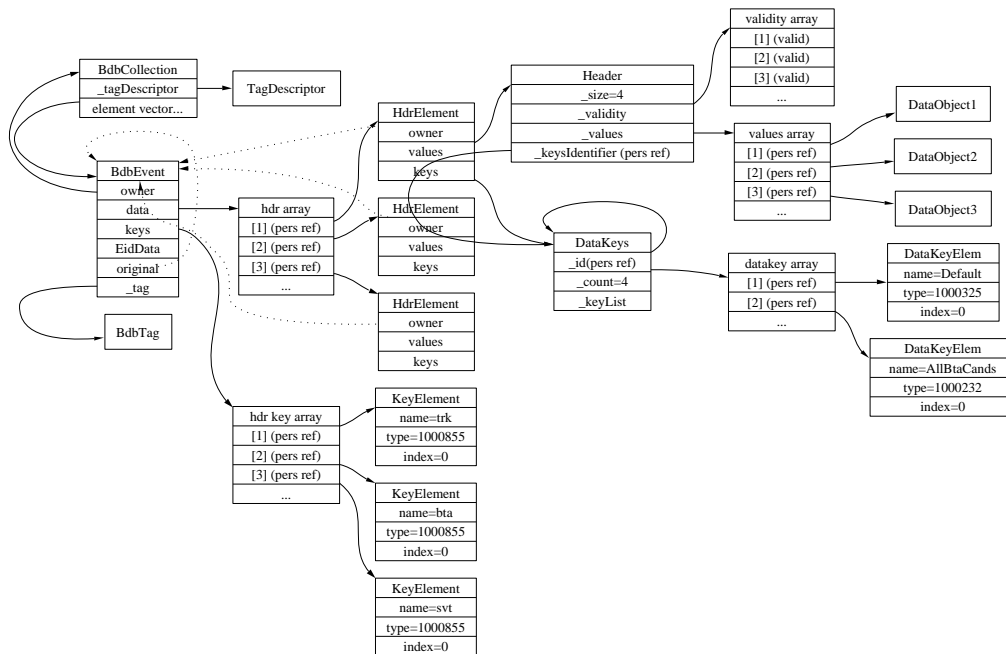 BdbCollection
_tagDescriptor
element vector...
TagDescriptor
BdbEvent
owner
data
keys
EidData
original
_tag
BdbTag
hdr array
[1] (pers ref)
[2] (pers ref)
[3] (pers ref)
...
HdrElement
owner
values
keys
HdrElement
owner
values
keys
HdrElement
owner
values
keys
hdr key array
[1] (pers ref)
[2] (pers ref)
[3] (pers ref)
...
KeyElement
name=trk
type=1000855
index=0
KeyElement
name=bta
type=1000855
index=0
KeyElement
name=svt
type=1000855
index=0
Header
_size=4
_validity
_values
_keysIdentifier (pers ref)
DataKeys
_id(pers ref)
_count=4
_keyList
validity array
[1] (valid)
[2] (valid)
[3] (valid)
...
values array
[1] (pers ref)
[2] (pers ref)
[3] (pers ref)
...
DataObject1
DataObject2
DataObject3
datakey array
[1] (pers ref)
[2] (pers ref)
...
DataKeyElem
name=Default
type=1000325
index=0
DataKeyElem
name=AllBtaCands
type=1000232
index=0